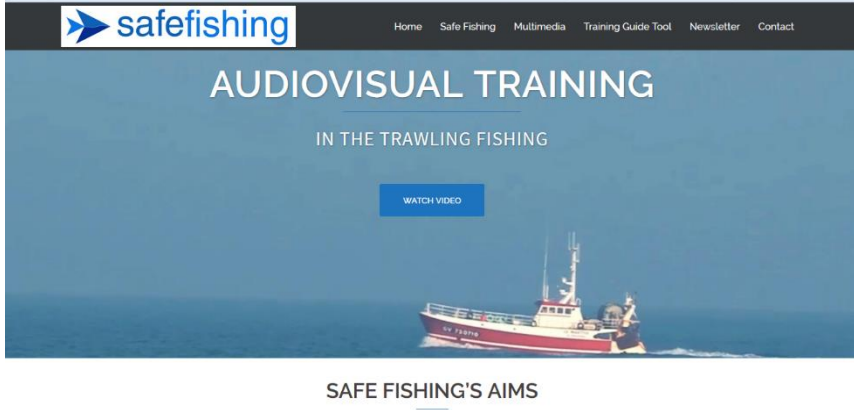 safefishing
Home Safe Fishing Multimedia Training Guide Tool Newsletter Contact
AUDIOVISUAL TRAINING
IN THE TRAWLING FISHING
WATCH VIDEO
SAFE FISHING'S AIMS